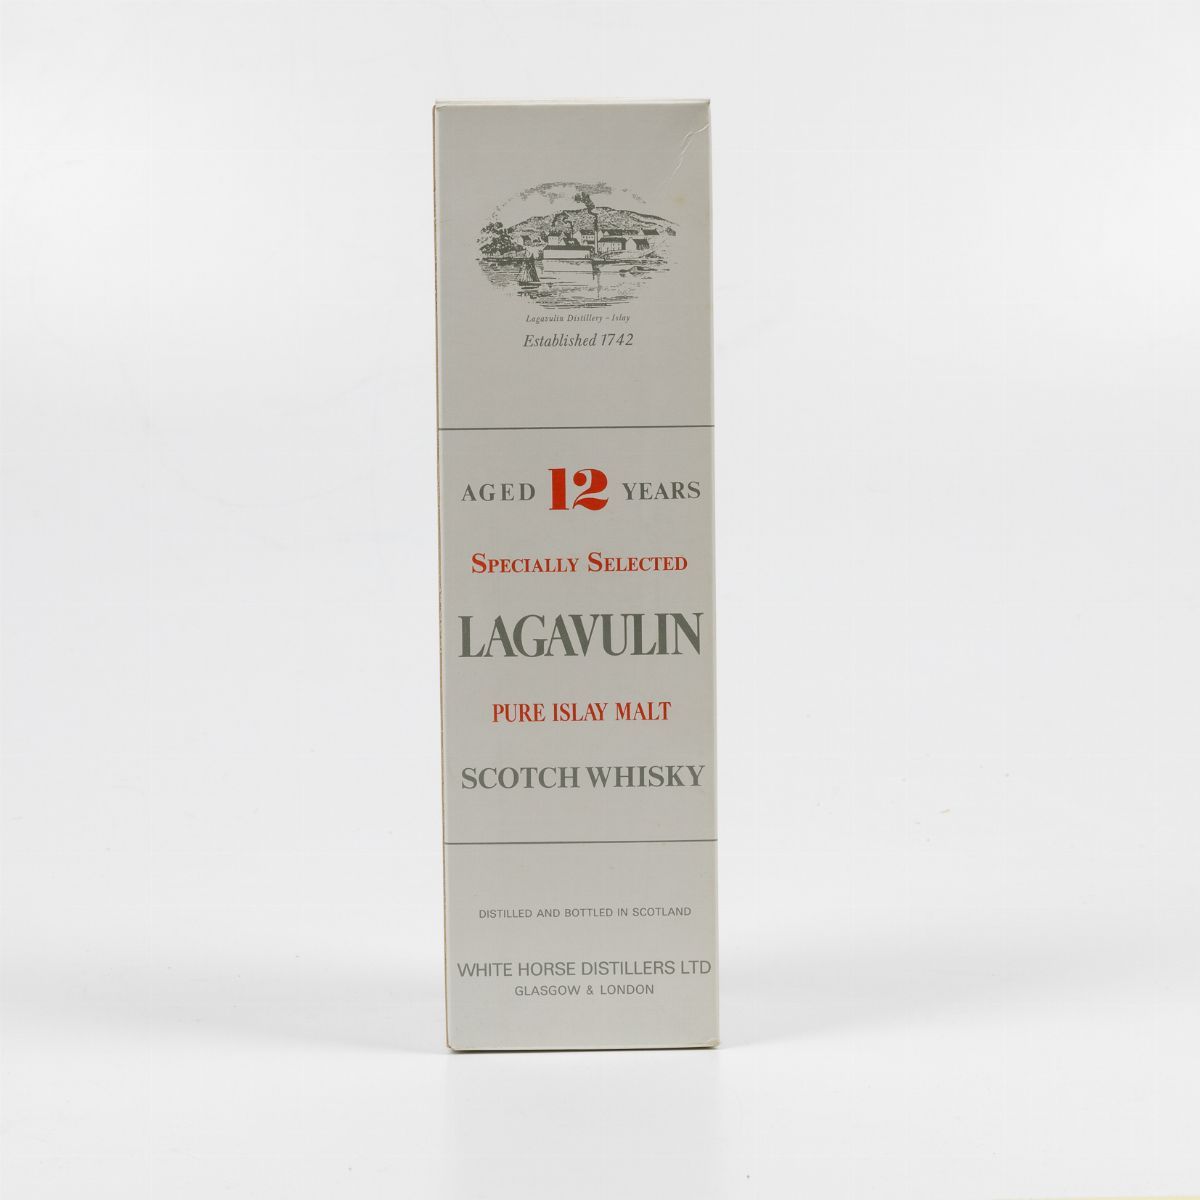 Lagavulin Distillery - Islay
Established 1742
AGED 12 YEARS
SPECIALLY SELECTED
LAGAVULIN
PURE ISLAY MALT
SCOTCH WHISKY
DISTILLED AND BOTTLED IN SCOTLAND
WHITE HORSE DISTILLERS LTD
GLASGOW & LONDON